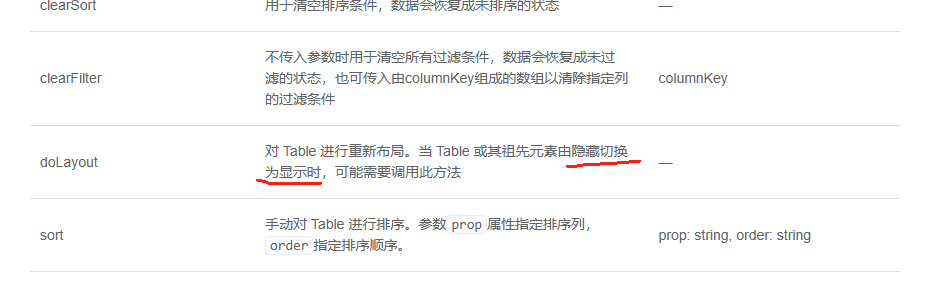 clearSort 用于清空排序条件，数据会恢复成未排序的状态 —
不传入参数时用于清空所有过滤条件，数据会恢复成未过
clearFilter 滤的状态，也可传入由columnKey组成的数组以清除指定列 columnKey
的过滤条件
对 Table 进行重新布局。当 Table 或其祖先元素由隐藏切换
doLayout —
为显示时，可能需要调用此方法
手动对 Table 进行排序。参数 prop 属性指定排序列，
sort prop: string, order: string
order 指定排序顺序。